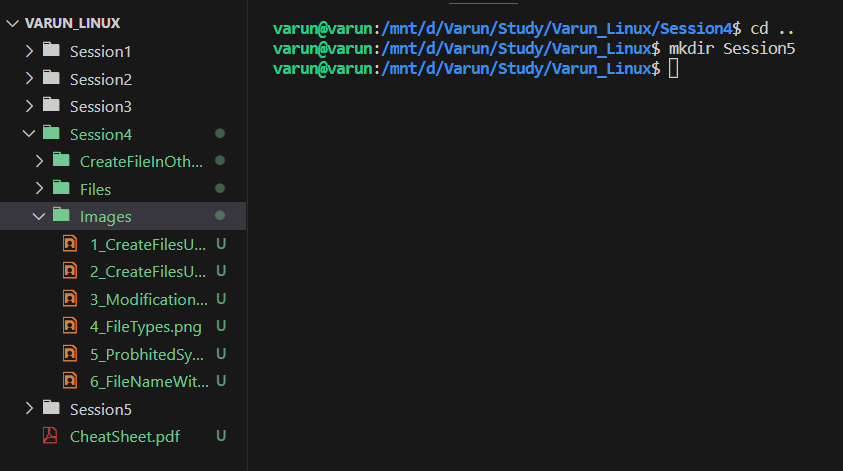 VARUN_LINUX
Session1
Session2
Session3
Session4
CreateFileInOth...
Files
Images
1_CreateFilesU... U
2_CreateFilesU... U
3_Modification... U
4_FileTypes.png U
5_ProbhitedSy... U
6_FileNameWit... U
Session5
CheatSheet.pdf U
varun@varun:/mnt/d/Varun/Study/Varun_Linux/Session4$ cd ..
varun@varun:/mnt/d/Varun/Study/Varun_Linux$ mkdir Session5
varun@varun:/mnt/d/Varun/Study/Varun_Linux$